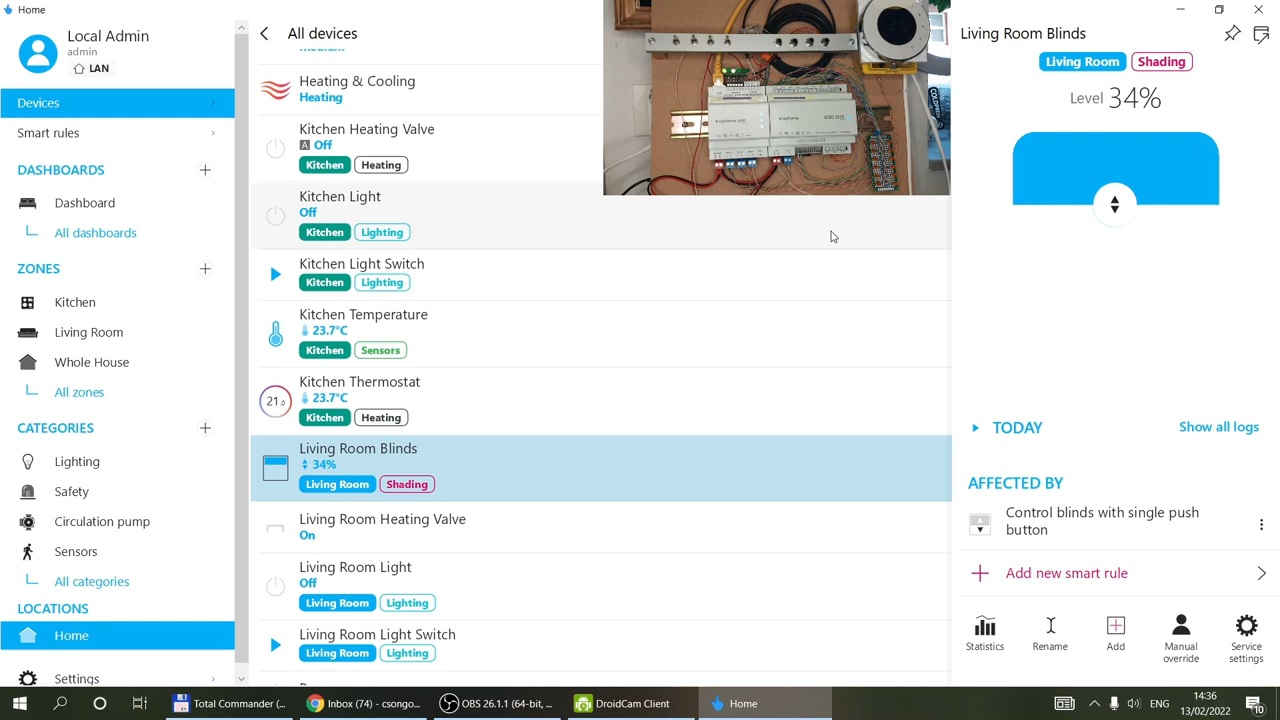 Home
Local Admin
admin
LAN
Devices
Smart rules
DASHBOARDS
Dashboard
All dashboards
ZONES
Kitchen
Living Room
Whole House
All zones
CATEGORIES
Lighting
Safety
Circulation pump
Sensors
All categories
LOCATIONS
Home
Settings
All devices
Medium
Heating & Cooling
Heating
Kitchen Heating Valve
A Off
Kitchen Heating
Kitchen Light
Off
Kitchen Lighting
Kitchen Light Switch
Kitchen Lighting
Kitchen Temperature
23.7°C
Kitchen Sensors
21.0
Kitchen Thermostat
23.7°C
Kitchen Heating
Living Room Blinds
34%
Living Room Shading
Living Room Heating Valve
On
Living Room Light
Off
Living Room Lighting
Living Room Light Switch
Living Room Lighting
Living Room Blinds
Living Room Shading
Level 34%
TODAY Show all logs
AFFECTED BY
Control blinds with single push
button
Add new smart rule
Statistics
Rename
Add
Manual
override
Service
settings
Total Commander (...
Inbox (74) - csongo...
OBS 26.1.1 (64-bit, ...
DroidCam Client
Home
ENG
14:36
13/02/2022
10